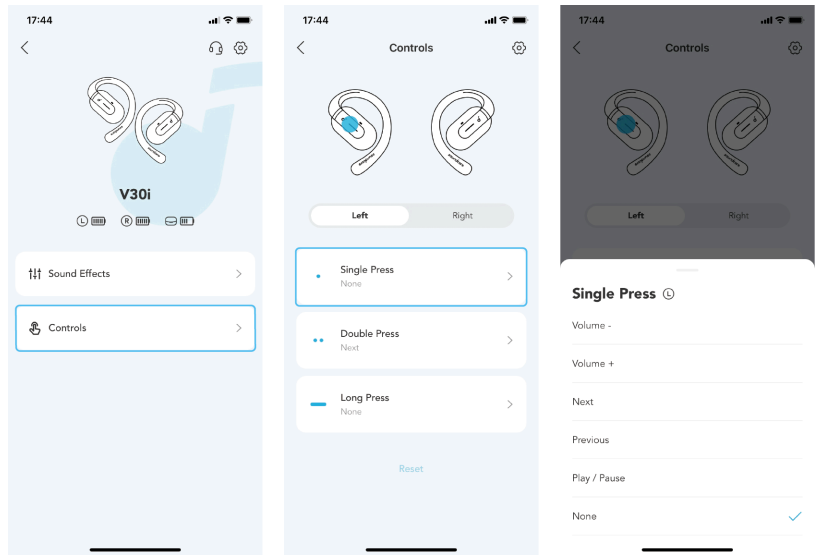 17:44
V30i
L
R
Sound Effects
Controls
17:44
Controls
Left
Right
Single Press
None
Double Press
Next
Long Press
None
Reset
17:44
Controls
Left
Right
Single Press L
Volume -
Volume +
Next
Previous
Play / Pause
None